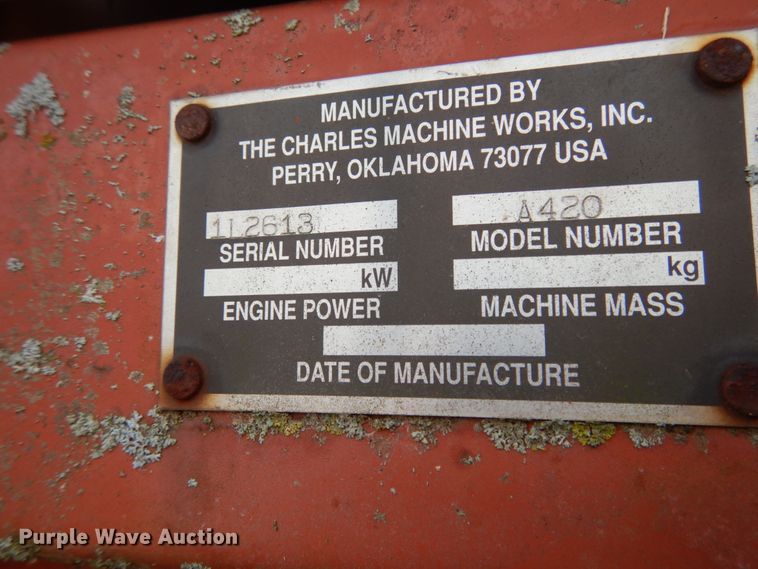 MANUFACTURED BY
THE CHARLES MACHINE WORKS, INC.
PERRY, OKLAHOMA 73077 USA
1L2613
SERIAL NUMBER
A420
MODEL NUMBER
kW
ENGINE POWER
kg
MACHINE MASS
DATE OF MANUFACTURE
Purple Wave Auction